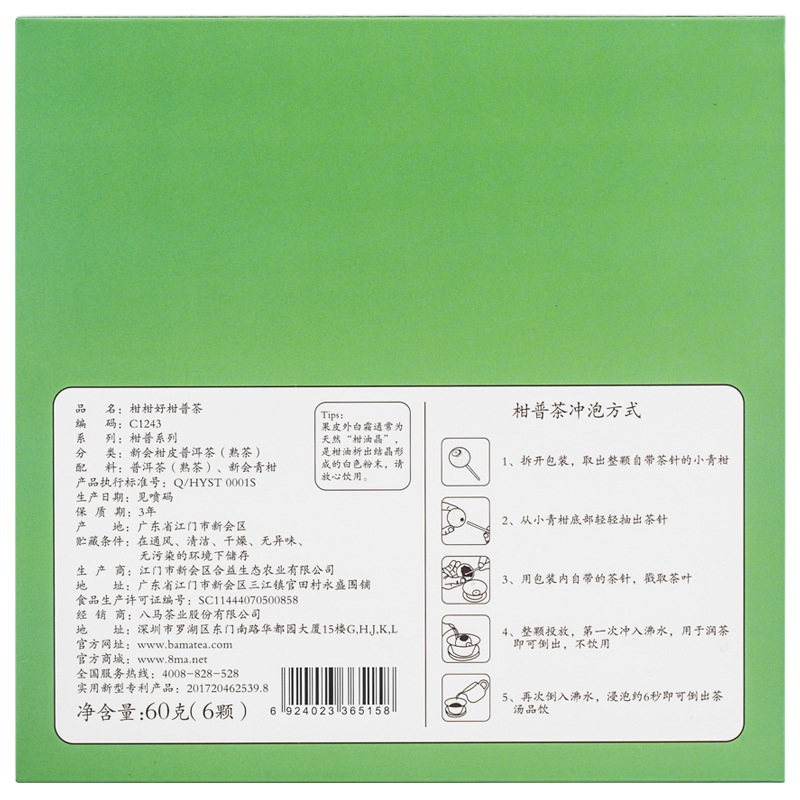 品 名：柑柑好柑普茶
编 码：C1243
系 列：柑普系列
分 类：新会柑皮普洱茶（熟茶）
配 料：普洱茶（熟茶）、新会青柑
产品执行标准号：Q/HYST 0001S
生产日期：见喷码
保 质 期：3年
产 地：广东省江门市新会区
贮藏条件：在通风、清洁、干燥、无异味、
无污染的环境下储存
生 产 商：江门市新会区合益生态农业有限公司
地 址：广东省江门市新会区三江镇官田村永盛围铺
食品生产许可证编号：SC11444070500858
经 销 商：八马茶业股份有限公司
地 址：深圳市罗湖区东门南路华都园大厦15楼G,H,J,K,L
官方网址：www.bamatea.com
官方商城：www.8ma.net
全国服务热线：4008-828-528
实用新型专利产品：201720462539.8
净含量：60克（6颗）
6 924023 365158
Tips：
果皮外白霜通常为
天然“柑油晶”，
是柑油析出结晶形
成的白色粉末，请
放心饮用。
柑普茶冲泡方式
1、拆开包装，取出整颗自带茶针的小青柑
2、从小青柑底部轻轻抽出茶针
3、用包装内自带的茶针，戳取茶叶
4、整颗投放，第一次冲入沸水，用于润茶
即可倒出，不饮用
5、再次倒入沸水，浸泡约6秒即可倒出茶
汤品饮